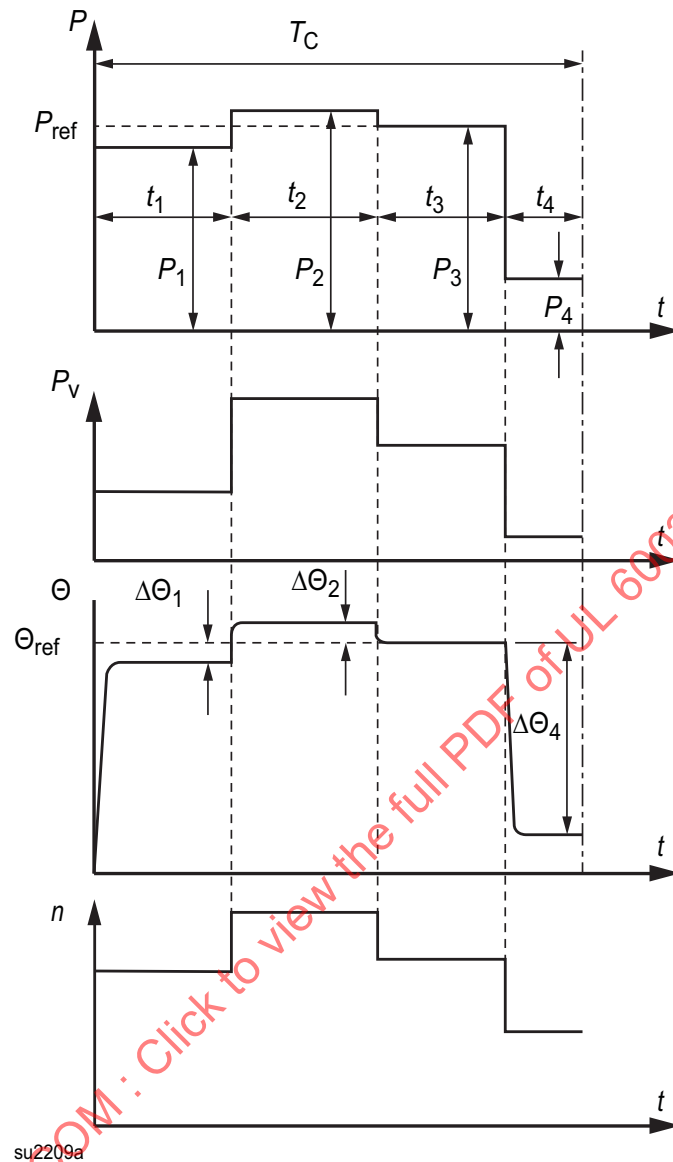 P
T_C
P_ref
t_1
t_2
t_3
t_4
P_1
P_2
P_3
P_4
t
P_v
t
Θ
ΔΘ_1
ΔΘ_2
Θ_ref
ΔΘ_4
t
n
t
COM : Click to view the full PDF of UL
su2209a